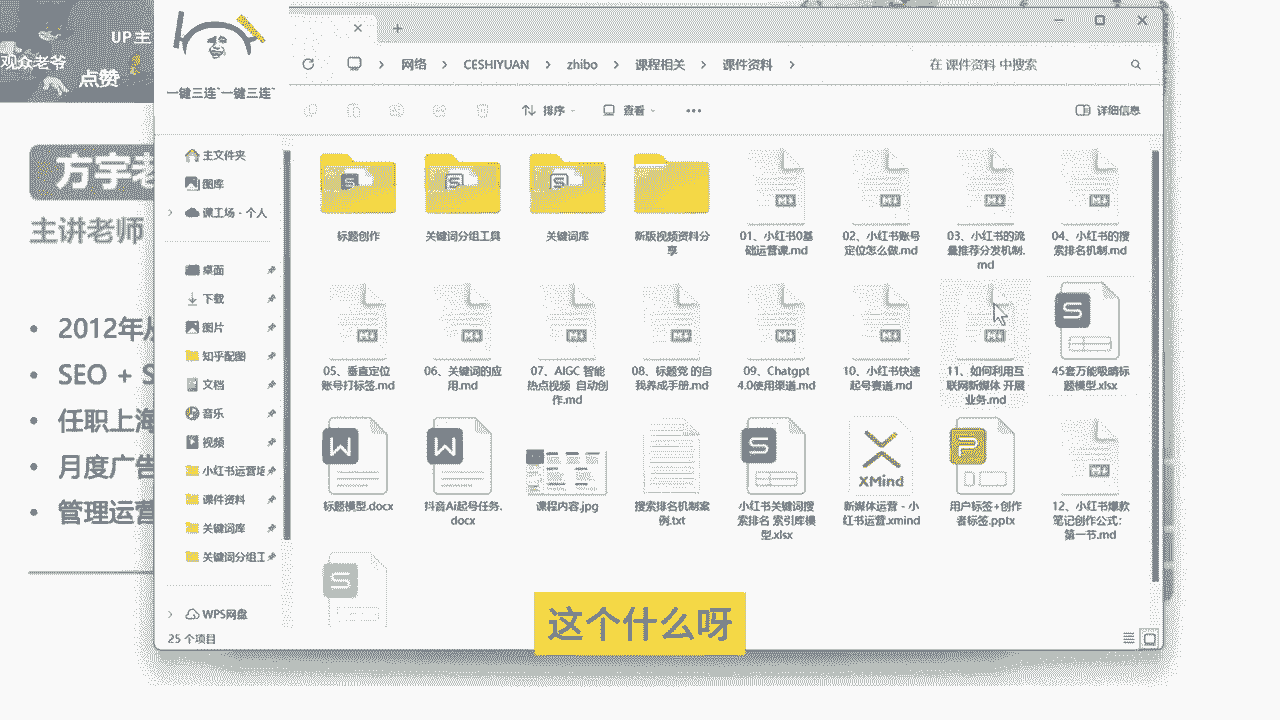 UP主
观众老爷
点赞
一键三连`一键三连`
方宇老
主讲老师
2012年从
SEO + S
任职上海
月度广告
管理运营
网络
CESHIYUAN
zhibo
课程相关
课件资料
在 课件资料 中搜索
排序
查看
详细信息
主文件夹
图库
课工场 - 个人
桌面
下载
图片
知乎配图
文档
音乐
视频
小红书运营
课件资料
关键词库
关键词分组工
WPS网盘
25 个项目
标题创作
关键词分组工具
关键词库
新版视频资料分
享
01、小红书0基
础运营课.md
02、小红书账号
定位怎么做.md
03、小红书的流
量推荐分发机制.
md
04、小红书的搜
索排名机制.md
05、垂直定位
账号打标签.md
06、关键词的应
用.md
07、AIGC 智能
热点视频 自动创
作.md
08、标题党 的自
我养成手册.md
09、Chatgpt
4.0使用渠道.md
10、小红书快速
起号赛道.md
11、如何利用互
联网新媒体 开展
业务.md
45套万能吸睛标
题模型.xlsx
标题模型.docx
抖音Ai起号任务.
docx
课程内容.jpg
搜索排名机制案
例.txt
小红书关键词搜
索排名 索引库模
型.xlsx
XMind
新媒体运营 - 小
红书运营.xmind
用户标签+创作
者标签.pptx
12、小红书爆款
笔记创作公式：
第一节.md
这个什么呀